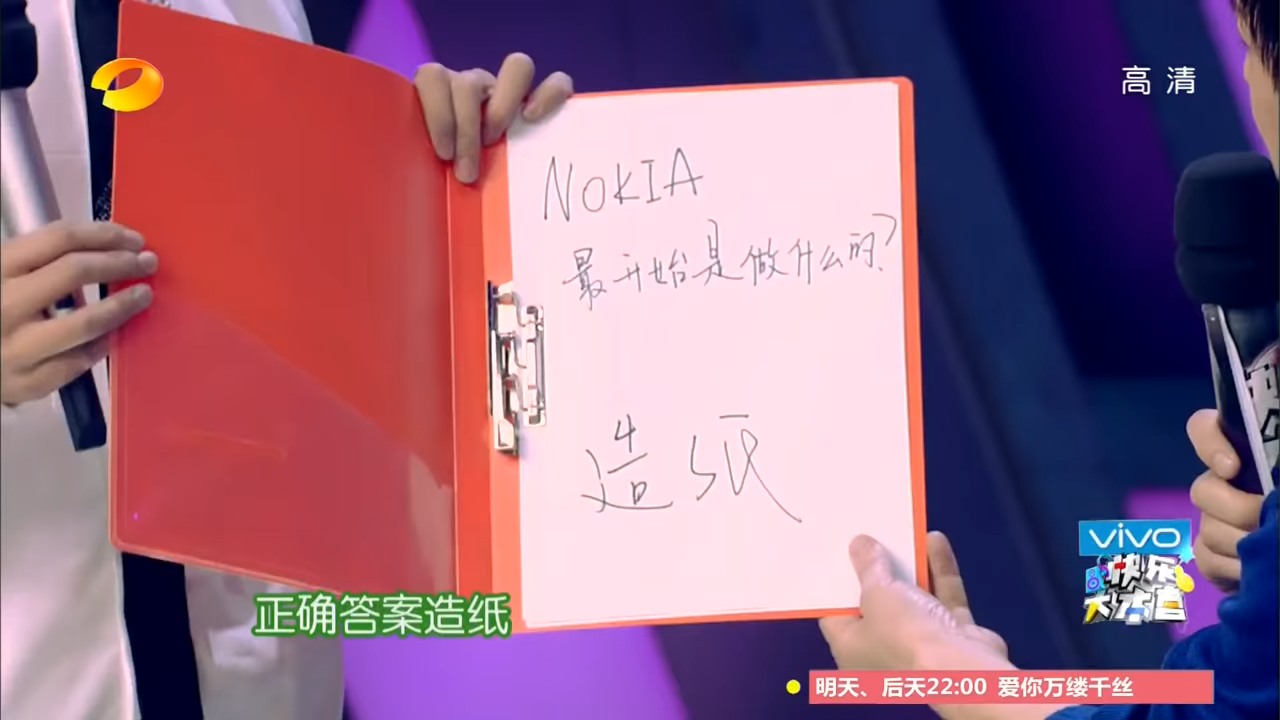 高清
NOKIA
最开始是做什么的?
造纸
正确答案造纸
vivo
快乐
大本营
明天、后天22:00 爱你万缕千丝